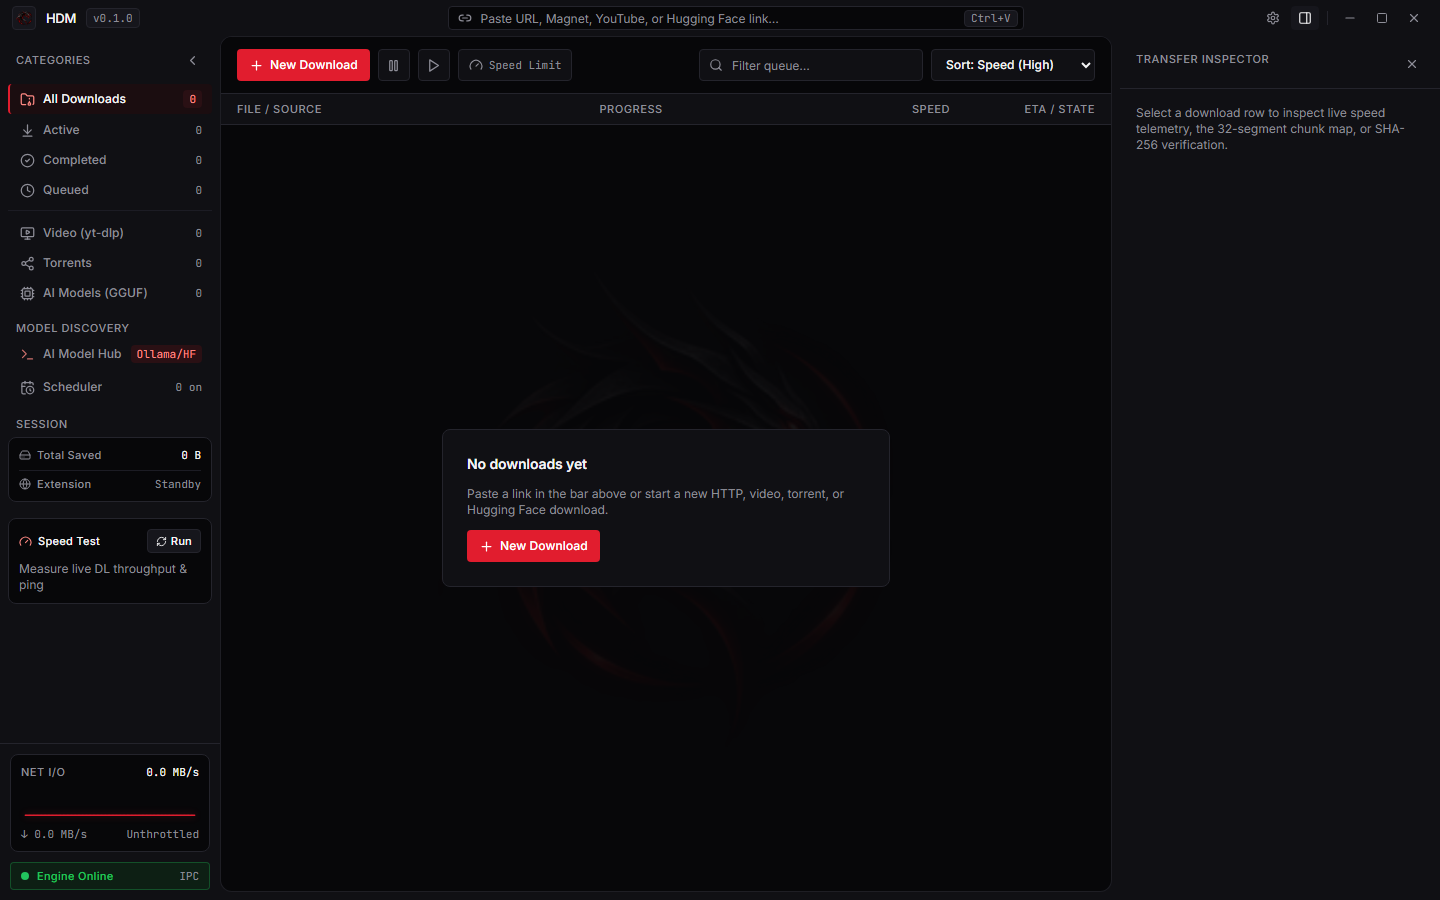 HDM v0.1.0
Paste URL, Magnet, YouTube, or Hugging Face link... Ctrl+V
CATEGORIES
All Downloads 0
Active 0
Completed 0
Queued 0
Video (yt-dlp) 0
Torrents 0
AI Models (GGUF) 0
MODEL DISCOVERY
AI Model Hub Ollama/HF
Scheduler 0 on
SESSION
Total Saved 0 B
Extension Standby
Speed Test Run
Measure live DL throughput &
ping
NET I/O 0.0 MB/s
0.0 MB/s Unthrottled
Engine Online IPC
New Download Speed Limit Filter queue... Sort: Speed (High)
FILE / SOURCE PROGRESS SPEED ETA / STATE
No downloads yet
Paste a link in the bar above or start a new HTTP, video, torrent, or
Hugging Face download.
New Download
TRANSFER INSPECTOR
Select a download row to inspect live speed
telemetry, the 32-segment chunk map, or SHA-
256 verification.